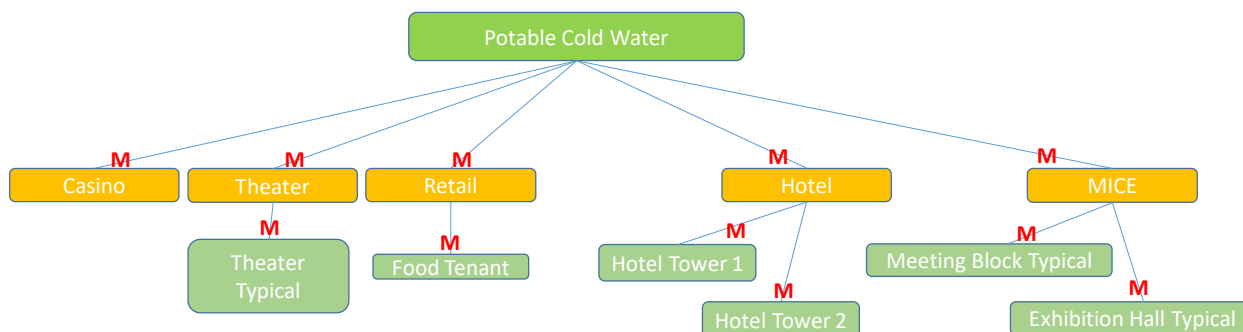 Potable Cold Water
M M M M M
Casino Theater Retail Hotel MICE
M M M M
Theater Typical
Food Tenant
Hotel Tower 1
Meeting Block Typical
M M
Hotel Tower 2
Exhibition Hall Typical